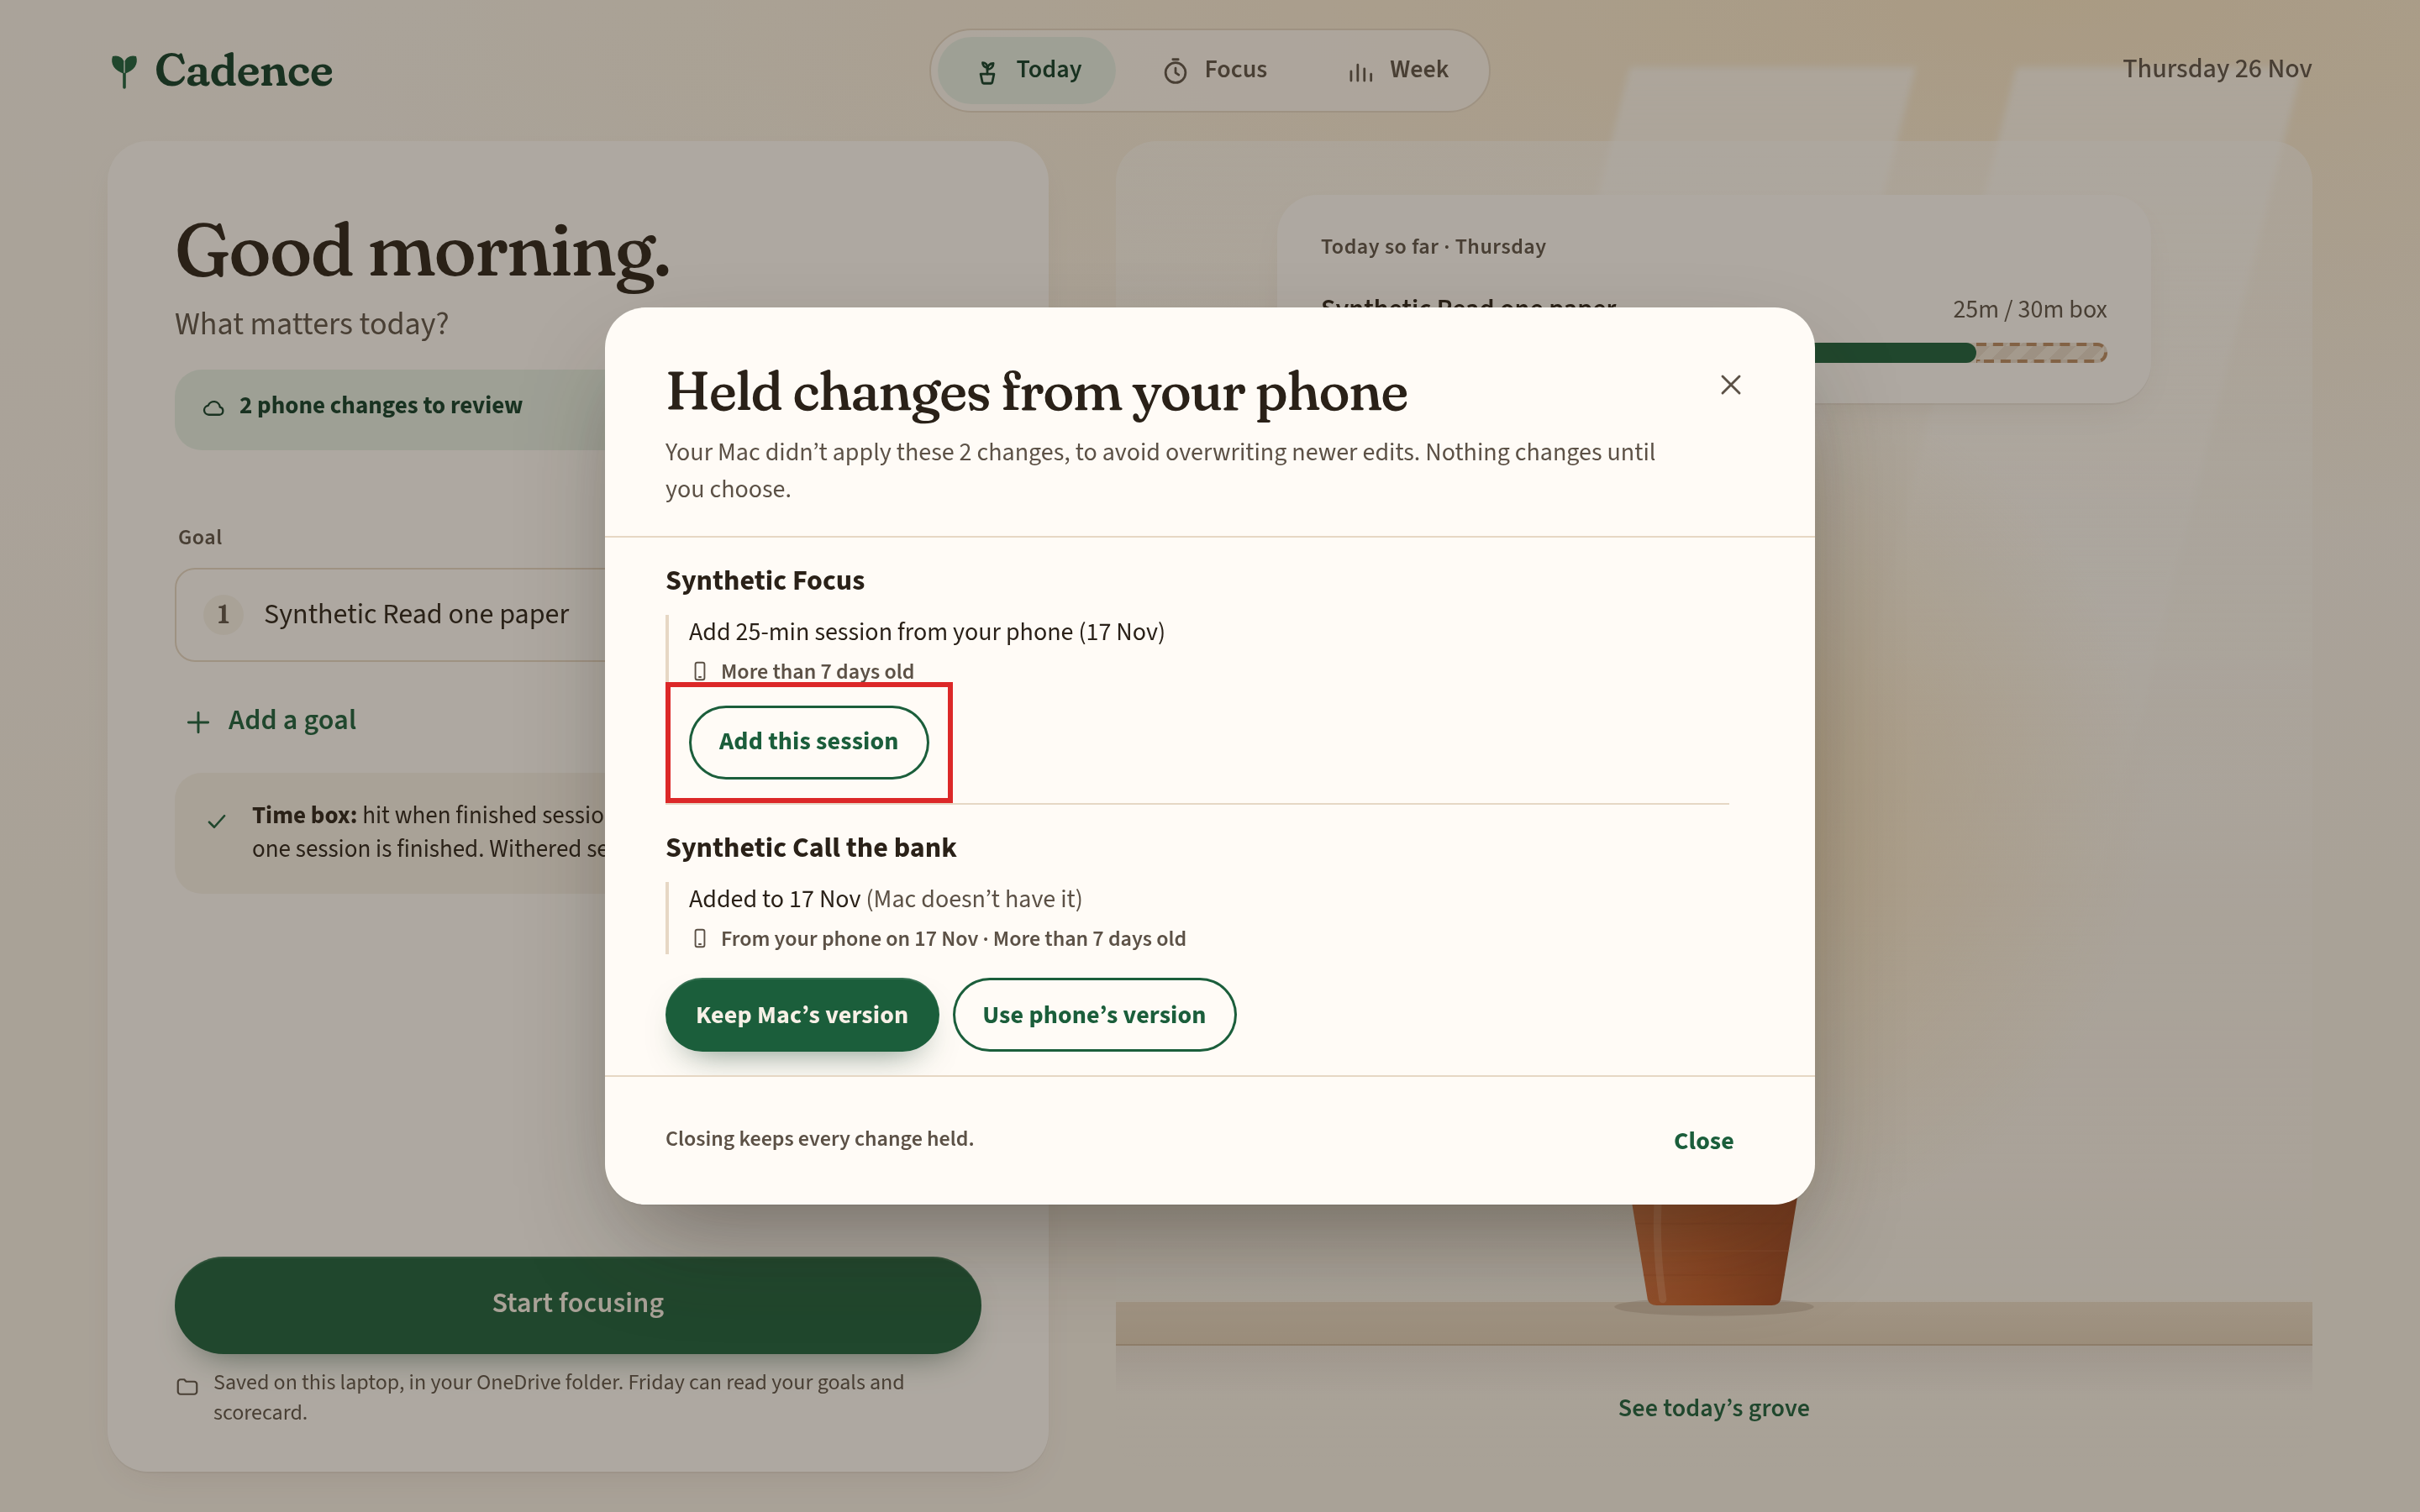 Cadence
Today
Focus
Week
Thursday 26 Nov
Good morning.
What matters today?
2 phone changes to review
Goal
1 Synthetic Read one paper
Add a goal
Time box: hit when finished sessio
one session is finished. Withered se
Start focusing
Saved on this laptop, in your OneDrive folder. Friday can read your goals and
scorecard.
Today so far · Thursday
Synthetic Read one paper
25m / 30m box
Held changes from your phone
Your Mac didn’t apply these 2 changes, to avoid overwriting newer edits. Nothing changes until
you choose.
Synthetic Focus
Add 25-min session from your phone (17 Nov)
More than 7 days old
Add this session
Synthetic Call the bank
Added to 17 Nov (Mac doesn’t have it)
From your phone on 17 Nov · More than 7 days old
Keep Mac’s version
Use phone’s version
Closing keeps every change held.
Close
See today’s grove